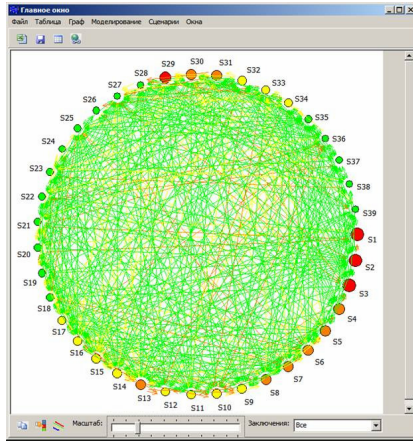 Главное окно
Файл Таблица Граф Моделирование Сценарии Окна
S28 S29 S30 S31 S32
S27 S33
S26 S34
S25 S35
S24 S36
S23 S37
S22 S38
S21 S39
S20 S1
S19 S2
S18 S3
S17 S4
S16 S5
S15 S6
S14 S7
S13 S12 S11 S10 S9 S8
Масштаб: Заключения: Все